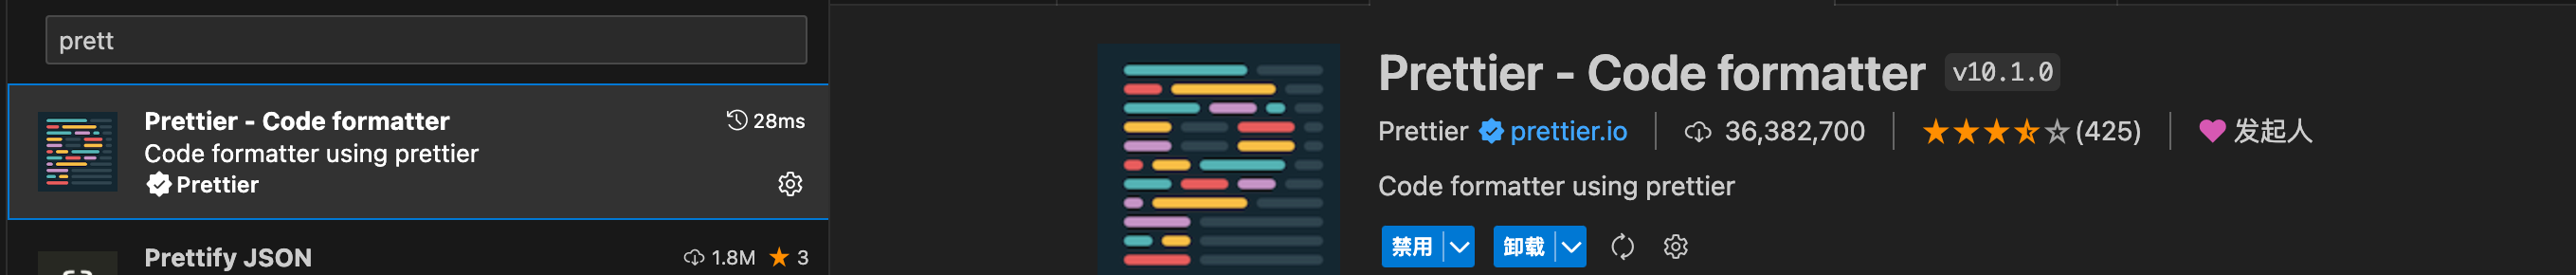 prett
Prettier - Code formatter
28ms
Code formatter using prettier
Prettier
Prettify JSON
1.8M
3
Prettier - Code formatter v10.1.0
Prettier prettier.io 36,382,700 (425) 发起人
Code formatter using prettier
禁用 卸载